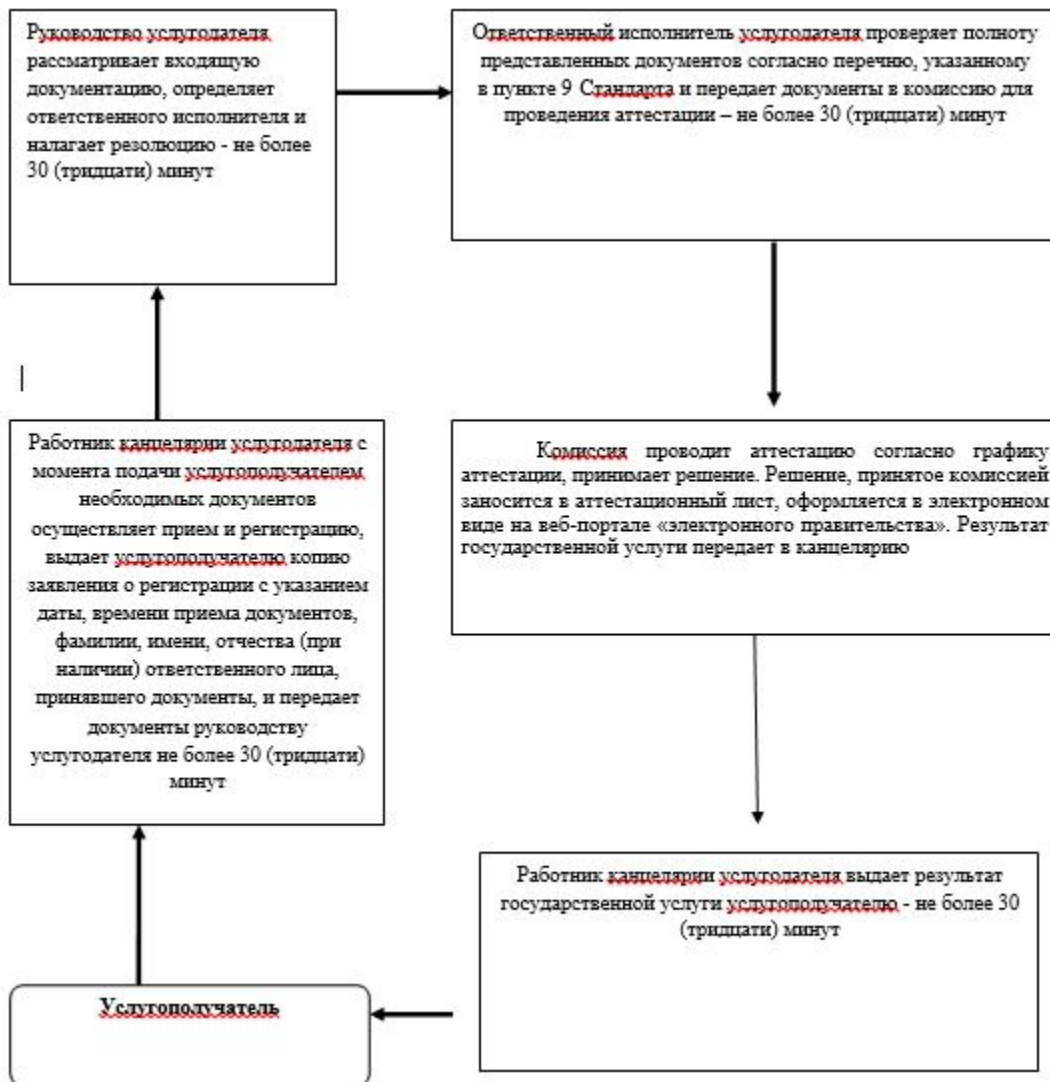 Руководство услугодателя
рассматривает входящую
документацию, определяет
ответственного исполнителя и
налагает резолюцию - не более
30 (тридцати) минут
Ответственный исполнитель услугодателя проверяет полноту
представленных документов согласно перечню, указанному
в пункте 9 Стандарта и передает документы в комиссию для
проведения аттестации – не более 30 (тридцати) минут
Работник канцелярии услугодателя с
момента подачи услугополучателем
необходимых документов
осуществляет прием и регистрацию,
выдает услугополучателю копию
заявления о регистрации с указанием
даты, времени приема документов,
фамилии, имени, отчества (при
наличии) ответственного лица,
принявшего документы, и передает
документы руководству
услугодателя не более 30 (тридцати)
минут
Комиссия проводит аттестацию согласно графику
аттестации, принимает решение. Решение, принятое комиссией
заносится в аттестационный лист, оформляется в электронном
виде на веб-портале «электронного правительства». Результат
государственной услуги передает в канцелярию
Работник канцелярии услугодателя выдает результат
государственной услуги услугополучателю - не более 30
(тридцати) минут
Услугополучатель